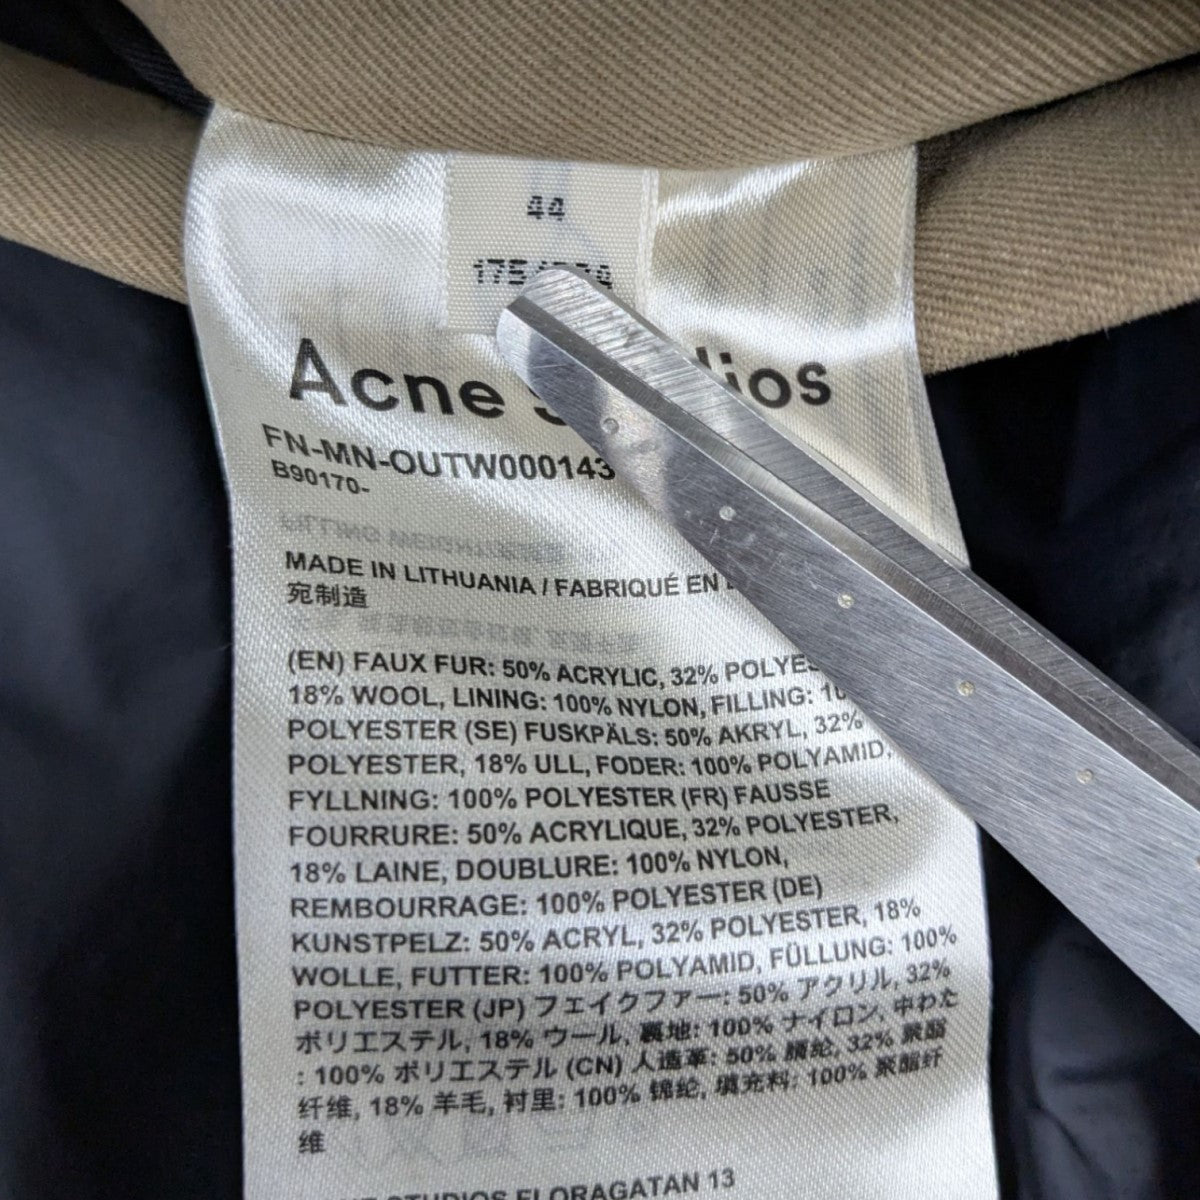 44
Acne
FN-MN-OUTW000143
B90170-
MADE IN LITHUANIA / FABRIQUÉ EN
宛制造
(EN) FAUX FUR: 50% ACRYLIC, 32%
18% WOOL, LINING: 100% NYLON, FILLING:
POLYESTER (SE) FUSKPÄLS: 50% AKRYL, 32%
POLYESTER, 18% ULL, FODER: 100% POLYAMID,
FYLLNING: 100% POLYESTER (FR) FAUSSE
FOURRURE: 50% ACRYLIQUE, 32% POLYESTER,
18% LAINE, DOUBLURE: 100% NYLON,
REMBOURRAGE: 100% POLYESTER (DE)
KUNSTPELZ: 50% ACRYL, 32% POLYESTER, 18%
WOLLE, FUTTER: 100% POLYAMID, FÜLLUNG: 100%
POLYESTER (JP) フェイクファー: 50% アクリル, 32%
ポリエステル, 18% ウール, 裏地: 100% ナイロン, 中わた
: 100% ポリエステル (CN) 人造革: 50% 腈纶, 32% 聚酯
纤维, 18% 羊毛, 衬里: 100% 锦纶, 填充料: 100% 聚酯纤
维
STUDIOS FLORAGATAN 13